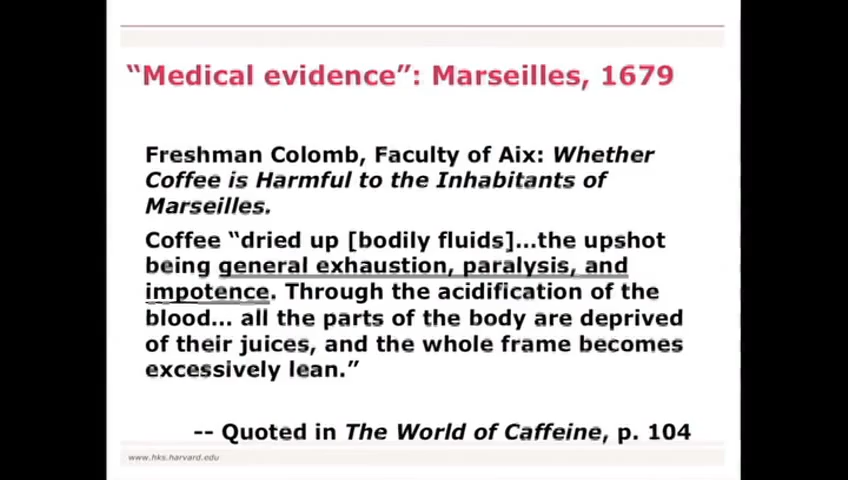 “Medical evidence”: Marseilles, 1679
Freshman Colomb, Faculty of Aix: Whether
Coffee is Harmful to the Inhabitants of
Marseilles.
Coffee “dried up [bodily fluids]…the upshot
being general exhaustion, paralysis, and
impotence. Through the acidification of the
blood… all the parts of the body are deprived
of their juices, and the whole frame becomes
excessively lean.”
-- Quoted in The World of Caffeine, p. 104
www.hks.harvard.edu